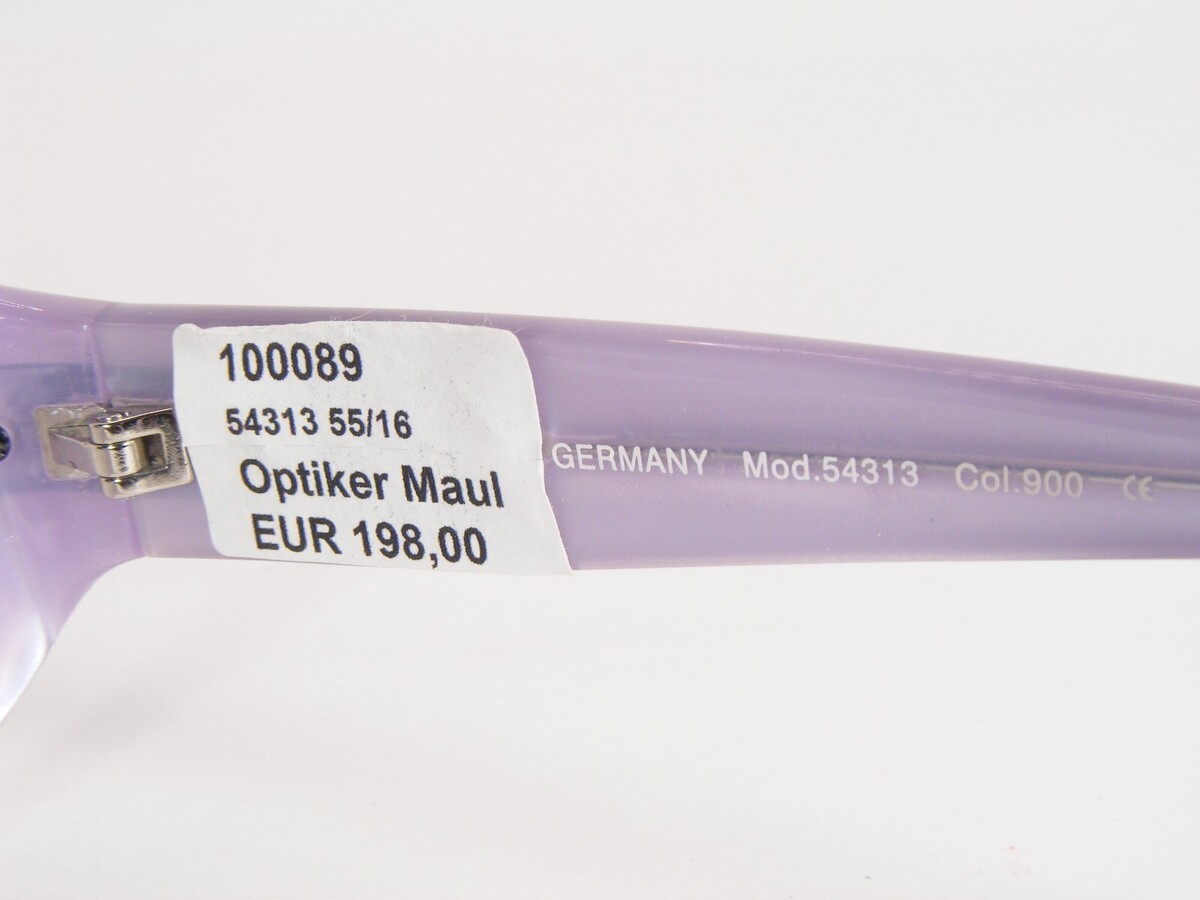 100089
54313 55/16
Optiker Maul
EUR 198,00
GERMANY Mod.54313 Col.900 CE